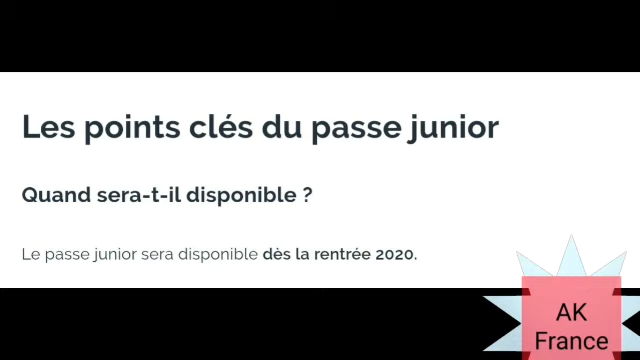 Les points clés du passe junior
Quand sera-t-il disponible ?
Le passe junior sera disponible dès la rentrée 2020.
AK
France